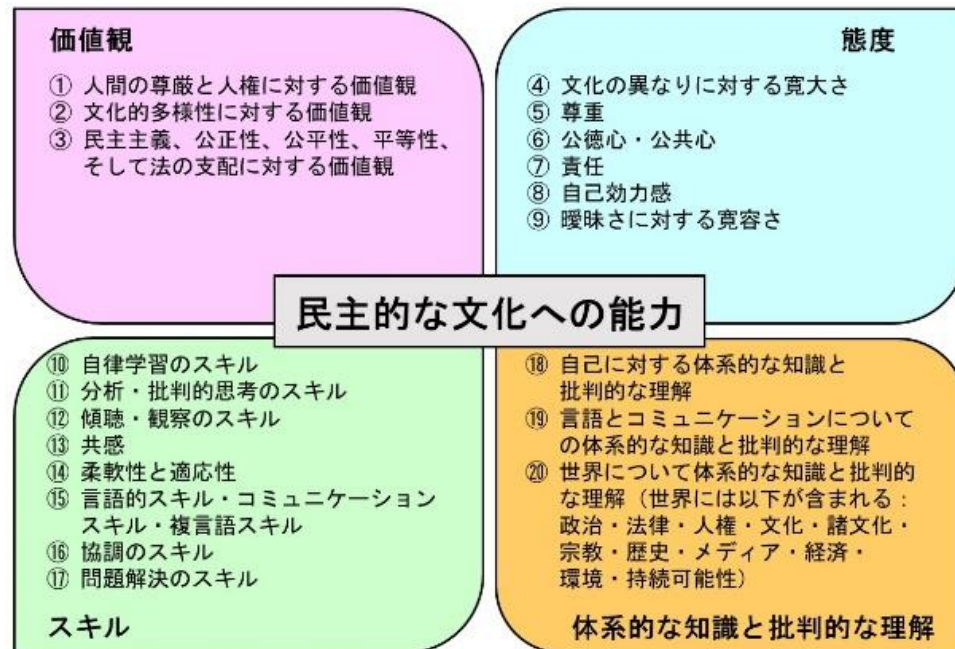 価値観
① 人間の尊厳と人権に対する価値観
② 文化的多様性に対する価値観
③ 民主主義、公正性、公平性、平等性、
そして法の支配に対する価値観
態度
④ 文化の異なりに対する寛大さ
⑤ 尊重
⑥ 公徳心・公共心
⑦ 責任
⑧ 自己効力感
⑨ 曖昧さに対する寛容さ
民主的な文化への能力
⑩ 自律学習のスキル
⑪ 分析・批判的思考のスキル
⑫ 傾聴・観察のスキル
⑬ 共感
⑭ 柔軟性と適応性
⑮ 言語的スキル・コミュニケーション
スキル・複言語スキル
⑯ 協調のスキル
⑰ 問題解決のスキル
スキル
⑱ 自己に対する体系的な知識と
批判的な理解
⑲ 言語とコミュニケーションについて
の体系的な知識と批判的な理解
⑳ 世界について体系的な知識と批判的
な理解（世界には以下が含まれる：
政治・法律・人権・文化・諸文化・
宗教・歴史・メディア・経済・
環境・持続可能性）
体系的な知識と批判的な理解